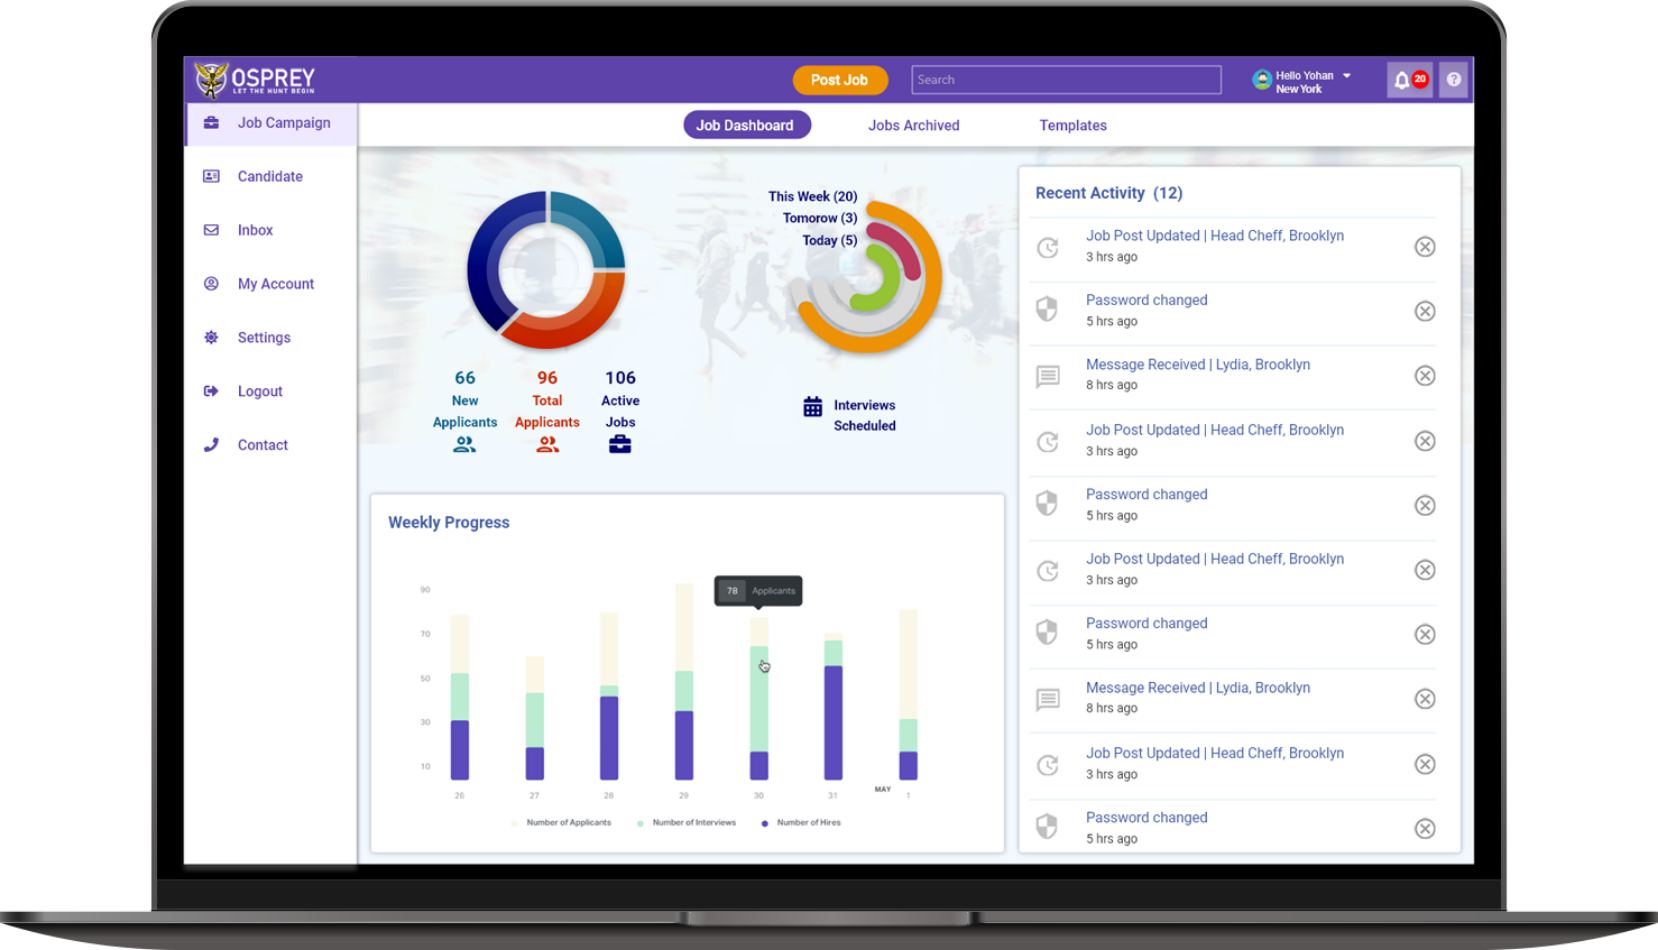 OSPREY
LET THE HUNT BEGIN
Post Job
Search
Hello Yohan
New York
20
?
Job Campaign
Candidate
Inbox
My Account
Settings
Logout
Contact
Job Dashboard
Jobs Archived
Templates
66
New
Applicants
96
Total
Applicants
106
Active
Jobs
This Week (20)
Tomorow (3)
Today (5)
Interviews
Scheduled
Weekly Progress
90
70
50
30
10
78 Applicants
26 27 28 29 30 31 MAY 1
Number of Applicants Number of Interviews Number of Hires
Recent Activity (12)
Job Post Updated | Head Cheff, Brooklyn
3 hrs ago
Password changed
5 hrs ago
Message Received | Lydia, Brooklyn
8 hrs ago
Job Post Updated | Head Cheff, Brooklyn
3 hrs ago
Password changed
5 hrs ago
Job Post Updated | Head Cheff, Brooklyn
3 hrs ago
Password changed
5 hrs ago
Message Received | Lydia, Brooklyn
8 hrs ago
Job Post Updated | Head Cheff, Brooklyn
3 hrs ago
Password changed
5 hrs ago